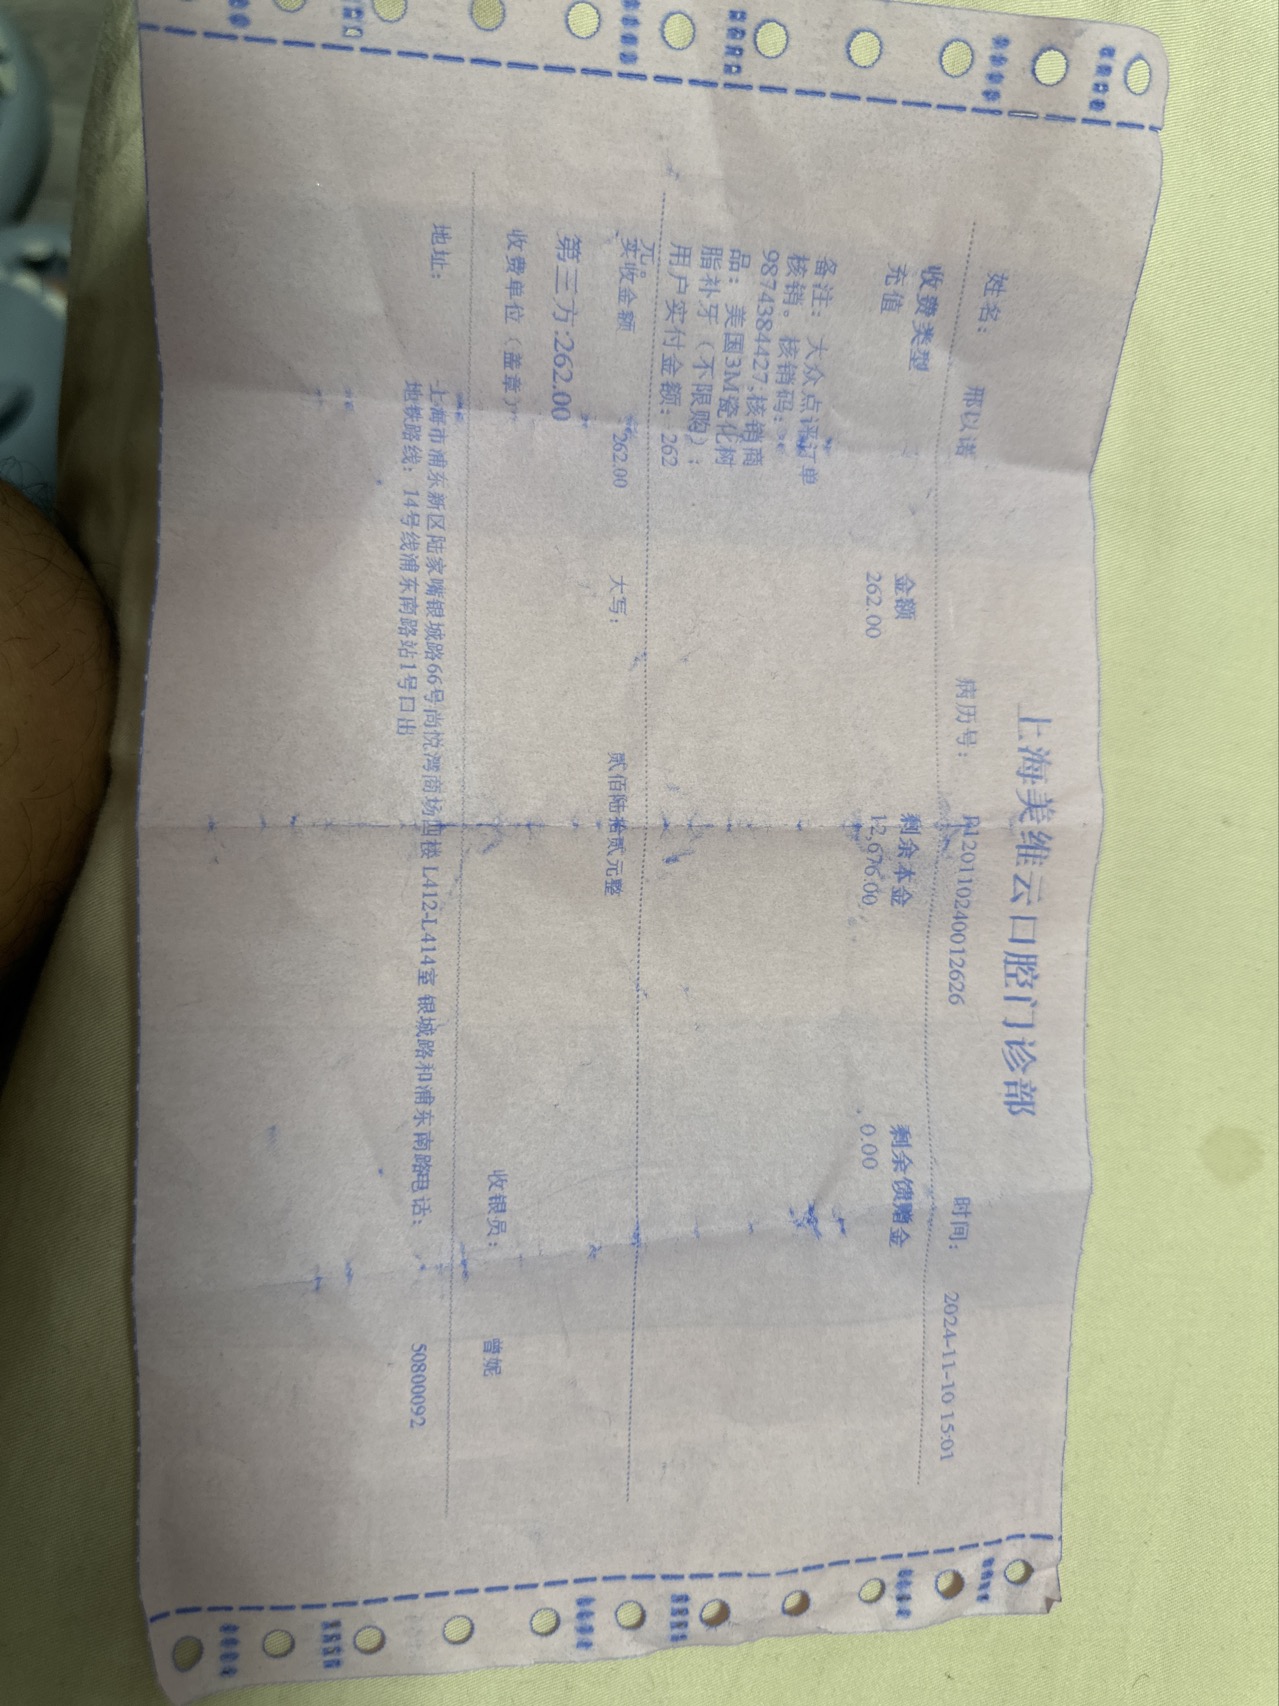 上海美维云口腔门诊部
姓名： 邢以诺 病历号： R120110240012626 时间： 2024-11-10 15:01
收费类型 金额 剩余本金 剩余馈赠金
充值 262.00 12,676.00 0.00
备注：大众点评订单
核销。核销码：
9874384427;核销商
品：美国3M瓷化树
脂补牙（不限购）；
用户实付金额：262
元。
实收金额 262.00 大写： 贰佰陆拾贰元整
第三方:262.00
收费单位（盖章） 收银员： 曾妮
地址： 上海市浦东新区陆家嘴银城路66号尚悦湾商场四楼 L412-L414室 银城路和浦东南路 电话： 50800092
地铁路线：14号线浦东南路站1号口出